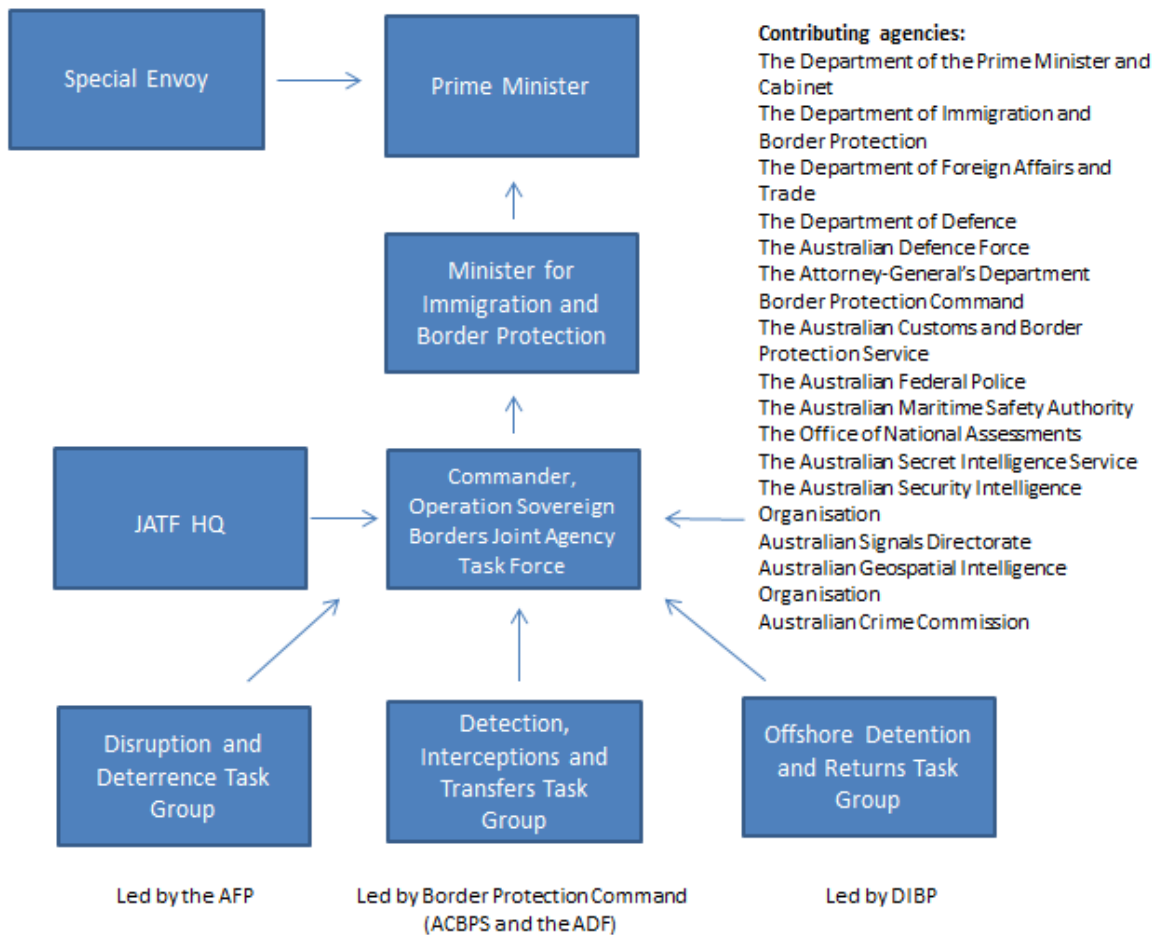 Special Envoy
Prime Minister
Minister for
Immigration and
Border Protection
JATF HQ
Commander,
Operation Sovereign
Borders Joint Agency
Task Force
Disruption and
Deterrence Task
Group
Detection,
Interceptions and
Transfers Task
Group
Offshore Detention
and Returns Task
Group
Led by the AFP
Led by Border Protection Command
(ACBPS and the ADF)
Led by DIBP
Contributing agencies:
The Department of the Prime Minister and
Cabinet
The Department of Immigration and
Border Protection
The Department of Foreign Affairs and
Trade
The Department of Defence
The Australian Defence Force
The Attorney-General's Department
Border Protection Command
The Australian Customs and Border
Protection Service
The Australian Federal Police
The Australian Maritime Safety Authority
The Office of National Assessments
The Australian Secret Intelligence Service
The Australian Security Intelligence
Organisation
Australian Signals Directorate
Australian Geospatial Intelligence
Organisation
Australian Crime Commission